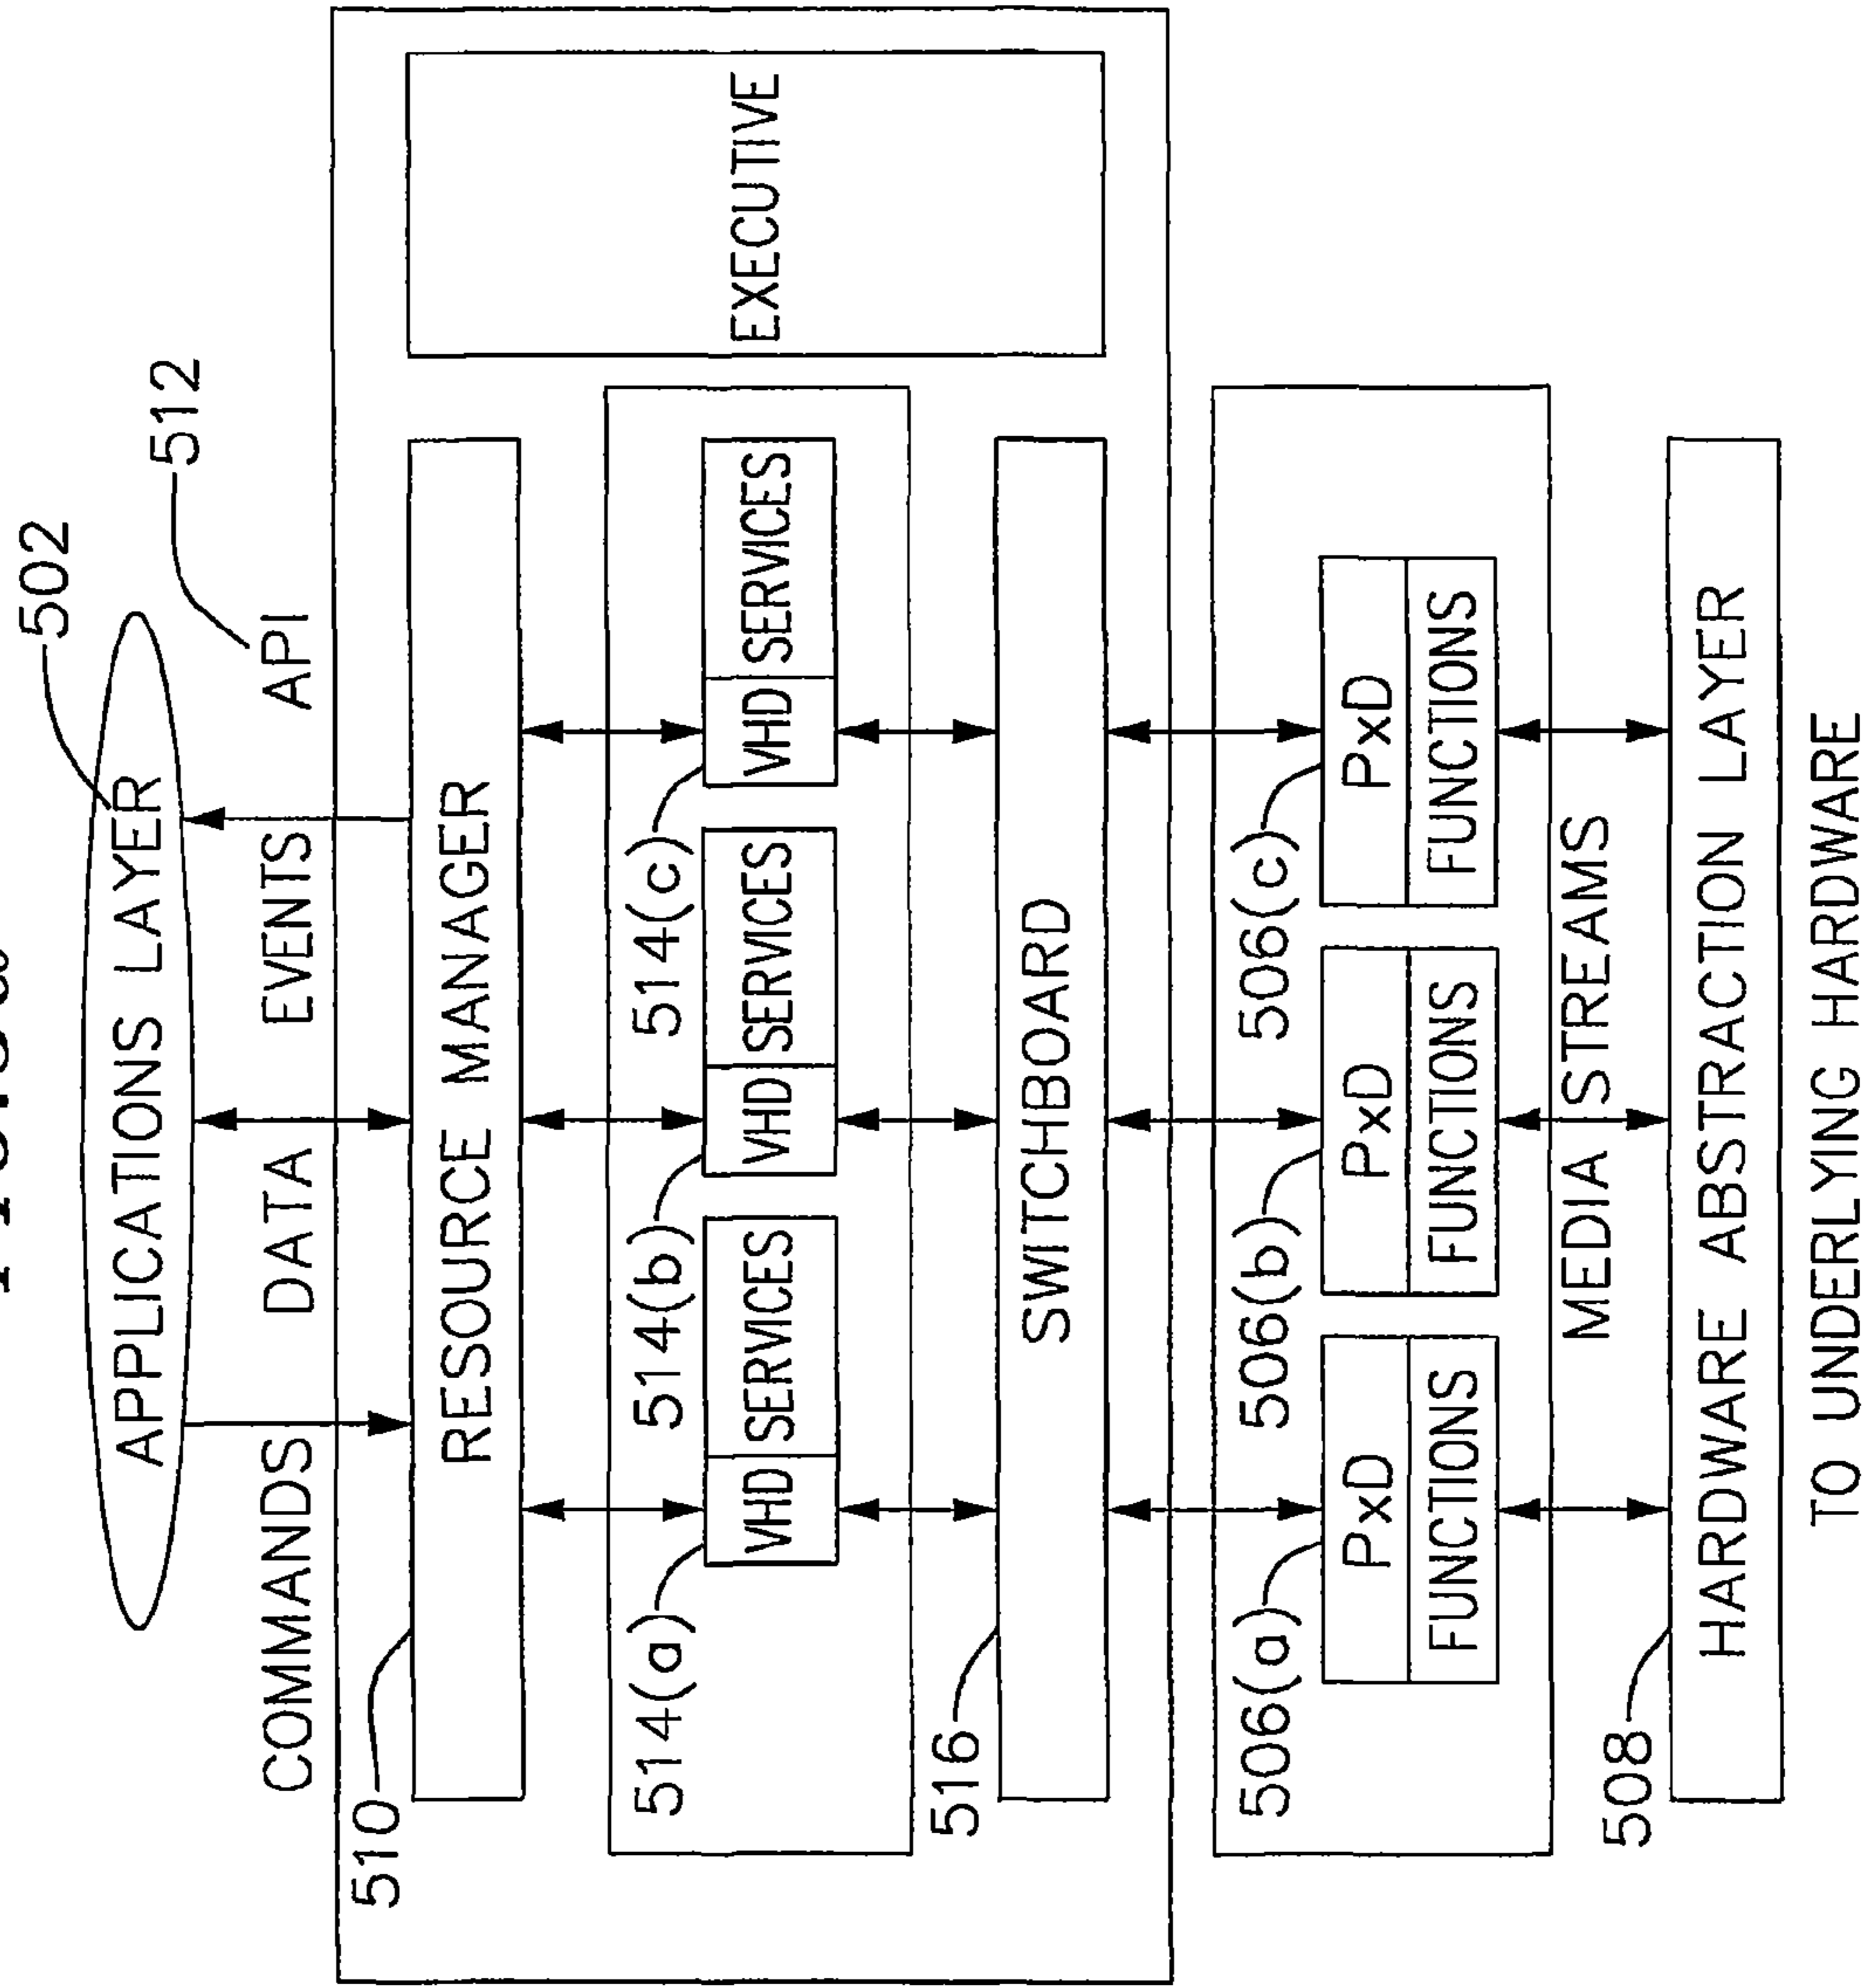 APPLICATIONS LAYER
502
COMMANDS
DATA
EVENTS
API
512
510
RESOURCE MANAGER
EXECUTIVE
514(a)
514(b)
514(c)
VHD SERVICES
VHD SERVICES
VHD SERVICES
516
SWITCHBOARD
506(a)
506(b)
506(c)
PxD
FUNCTIONS
PxD
FUNCTIONS
PxD
FUNCTIONS
MEDIA STREAMS
508
HARDWARE ABSTRACTION LAYER
TO UNDERLYING HARDWARE